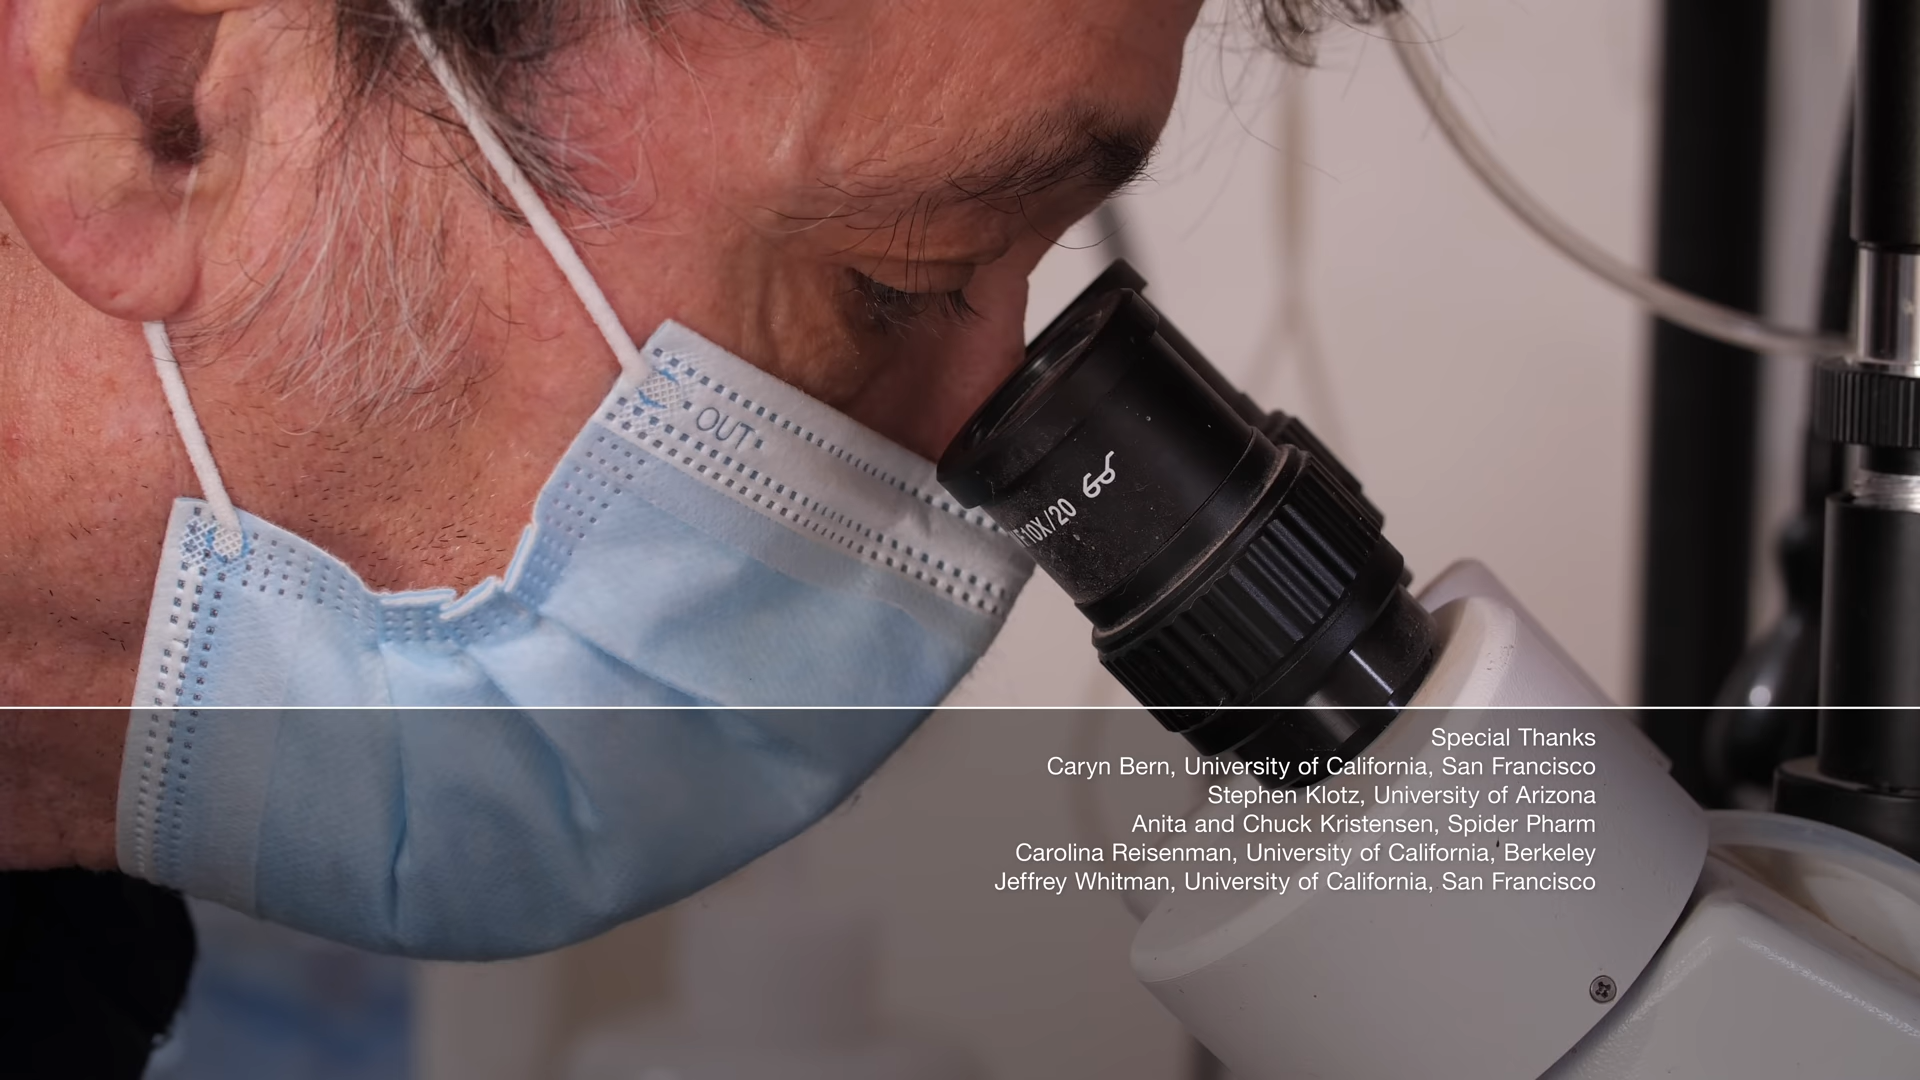 OUT
10X/20
Special Thanks
Caryn Bern, University of California, San Francisco
Stephen Klotz, University of Arizona
Anita and Chuck Kristensen, Spider Pharm
Carolina Reisenman, University of California, Berkeley
Jeffrey Whitman, University of California, San Francisco